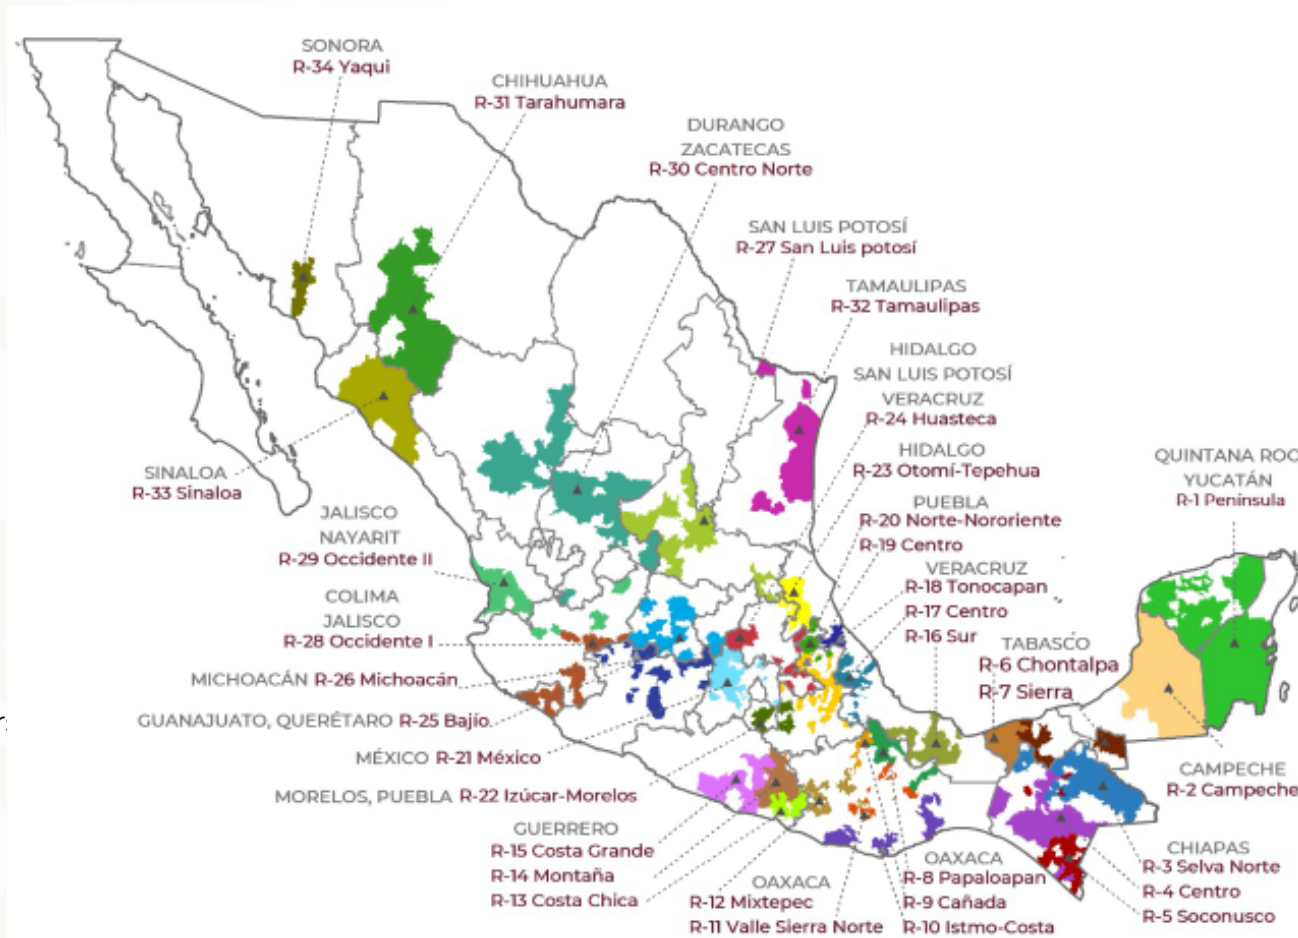 SONORA
R-34 Yaqui
CHIHUAHUA
R-31 Tarahumara
DURANGO
ZACATECAS
R-30 Centro Norte
SAN LUIS POTOSÍ
R-27 San Luis potosí
TAMAULIPAS
R-32 Tamaulipas
HIDALGO
SAN LUIS POTOSÍ
VERACRUZ
R-24 Huasteca
HIDALGO
R-23 Otomí-Tepehua
PUEBLA
R-20 Norte-Nororiente
R-19 Centro
VERACRUZ
R-18 Tonocapan
R-17 Centro
R-16 Sur
QUINTANA ROO
YUCATÁN
R-1 Península
TABASCO
R-6 Chontalpa
R-7 Sierra
CAMPECHE
R-2 Campeche
CHIAPAS
R-3 Selva Norte
R-4 Centro
R-5 Soconusco
SINALOA
R-33 Sinaloa
JALISCO
NAYARIT
R-29 Occidente II
COLIMA
JALISCO
R-28 Occidente I
MICHOACÁN R-26 Michoacán
GUANAJUATO, QUERÉTARO R-25 Bajío
MÉXICO R-21 México
MORELOS, PUEBLA R-22 Izúcar-Morelos
GUERRERO
R-15 Costa Grande
R-14 Montaña
R-13 Costa Chica
OAXACA
R-12 Mixtepec
R-11 Valle Sierra Norte
OAXACA
R-8 Papaloapan
R-9 Cañada
R-10 Istmo-Costa